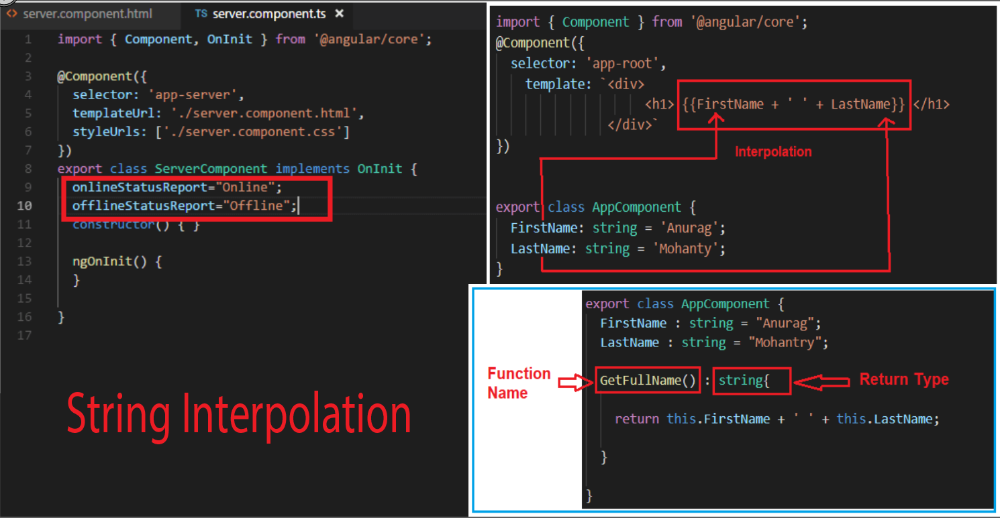 server.component.html
TS server.component.ts ×
1 import { Component, OnInit } from '@angular/core';
2
3 @Component({
4 selector: 'app-server',
5 templateUrl: './server.component.html',
6 styleUrls: ['./server.component.css']
7 })
8 export class ServerComponent implements OnInit {
9 onlineStatusReport="Online";
10 offlineStatusReport="Offline";
11 constructor() { }
12
13 ngOnInit() {
14 }
15
16 }
17
String Interpolation
import { Component } from '@angular/core';
@Component({
selector: 'app-root',
template: `<div>
<h1> {{FirstName + ' ' + LastName}} </h1>
</div>`
})
Interpolation
export class AppComponent {
FirstName: string = 'Anurag';
LastName: string = 'Mohanty';
}
export class AppComponent {
FirstName : string = "Anurag";
LastName : string = "Mohantry";
Function
Name
GetFullName() : string{
Return Type
return this.FirstName + ' ' + this.LastName;
}
}